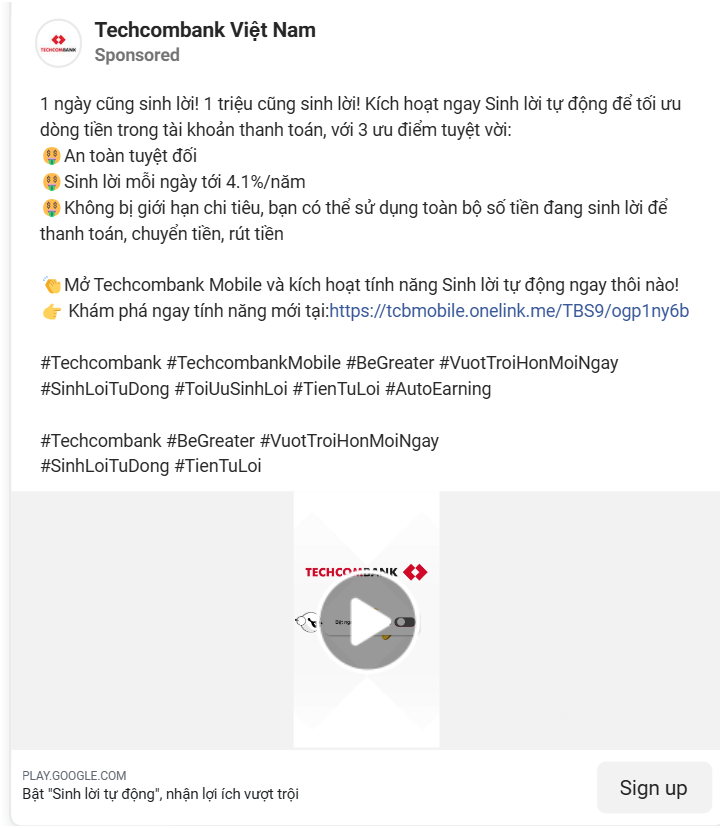 TECHCOMBANK
Techcombank Việt Nam
Sponsored
1 ngày cũng sinh lời! 1 triệu cũng sinh lời! Kích hoạt ngay Sinh lời tự động để tối ưu
dòng tiền trong tài khoản thanh toán, với 3 ưu điểm tuyệt vời:
🤑An toàn tuyệt đối
🤑Sinh lời mỗi ngày tới 4.1%/năm
🤑Không bị giới hạn chi tiêu, bạn có thể sử dụng toàn bộ số tiền đang sinh lời để
thanh toán, chuyển tiền, rút tiền
👏Mở Techcombank Mobile và kích hoạt tính năng Sinh lời tự động ngay thôi nào!
👉 Khám phá ngay tính năng mới tại:https://tcbmobile.onelink.me/TBS9/ogp1ny6b
#Techcombank #TechcombankMobile #BeGreater #VuotTroiHonMoiNgay
#SinhLoiTuDong #ToiUuSinhLoi #TienTuLoi #AutoEarning
#Techcombank #BeGreater #VuotTroiHonMoiNgay
#SinhLoiTuDong #TienTuLoi
TECHCOMBANK
PLAY.GOOGLE.COM
Bật "Sinh lời tự động", nhận lợi ích vượt trội
Sign up